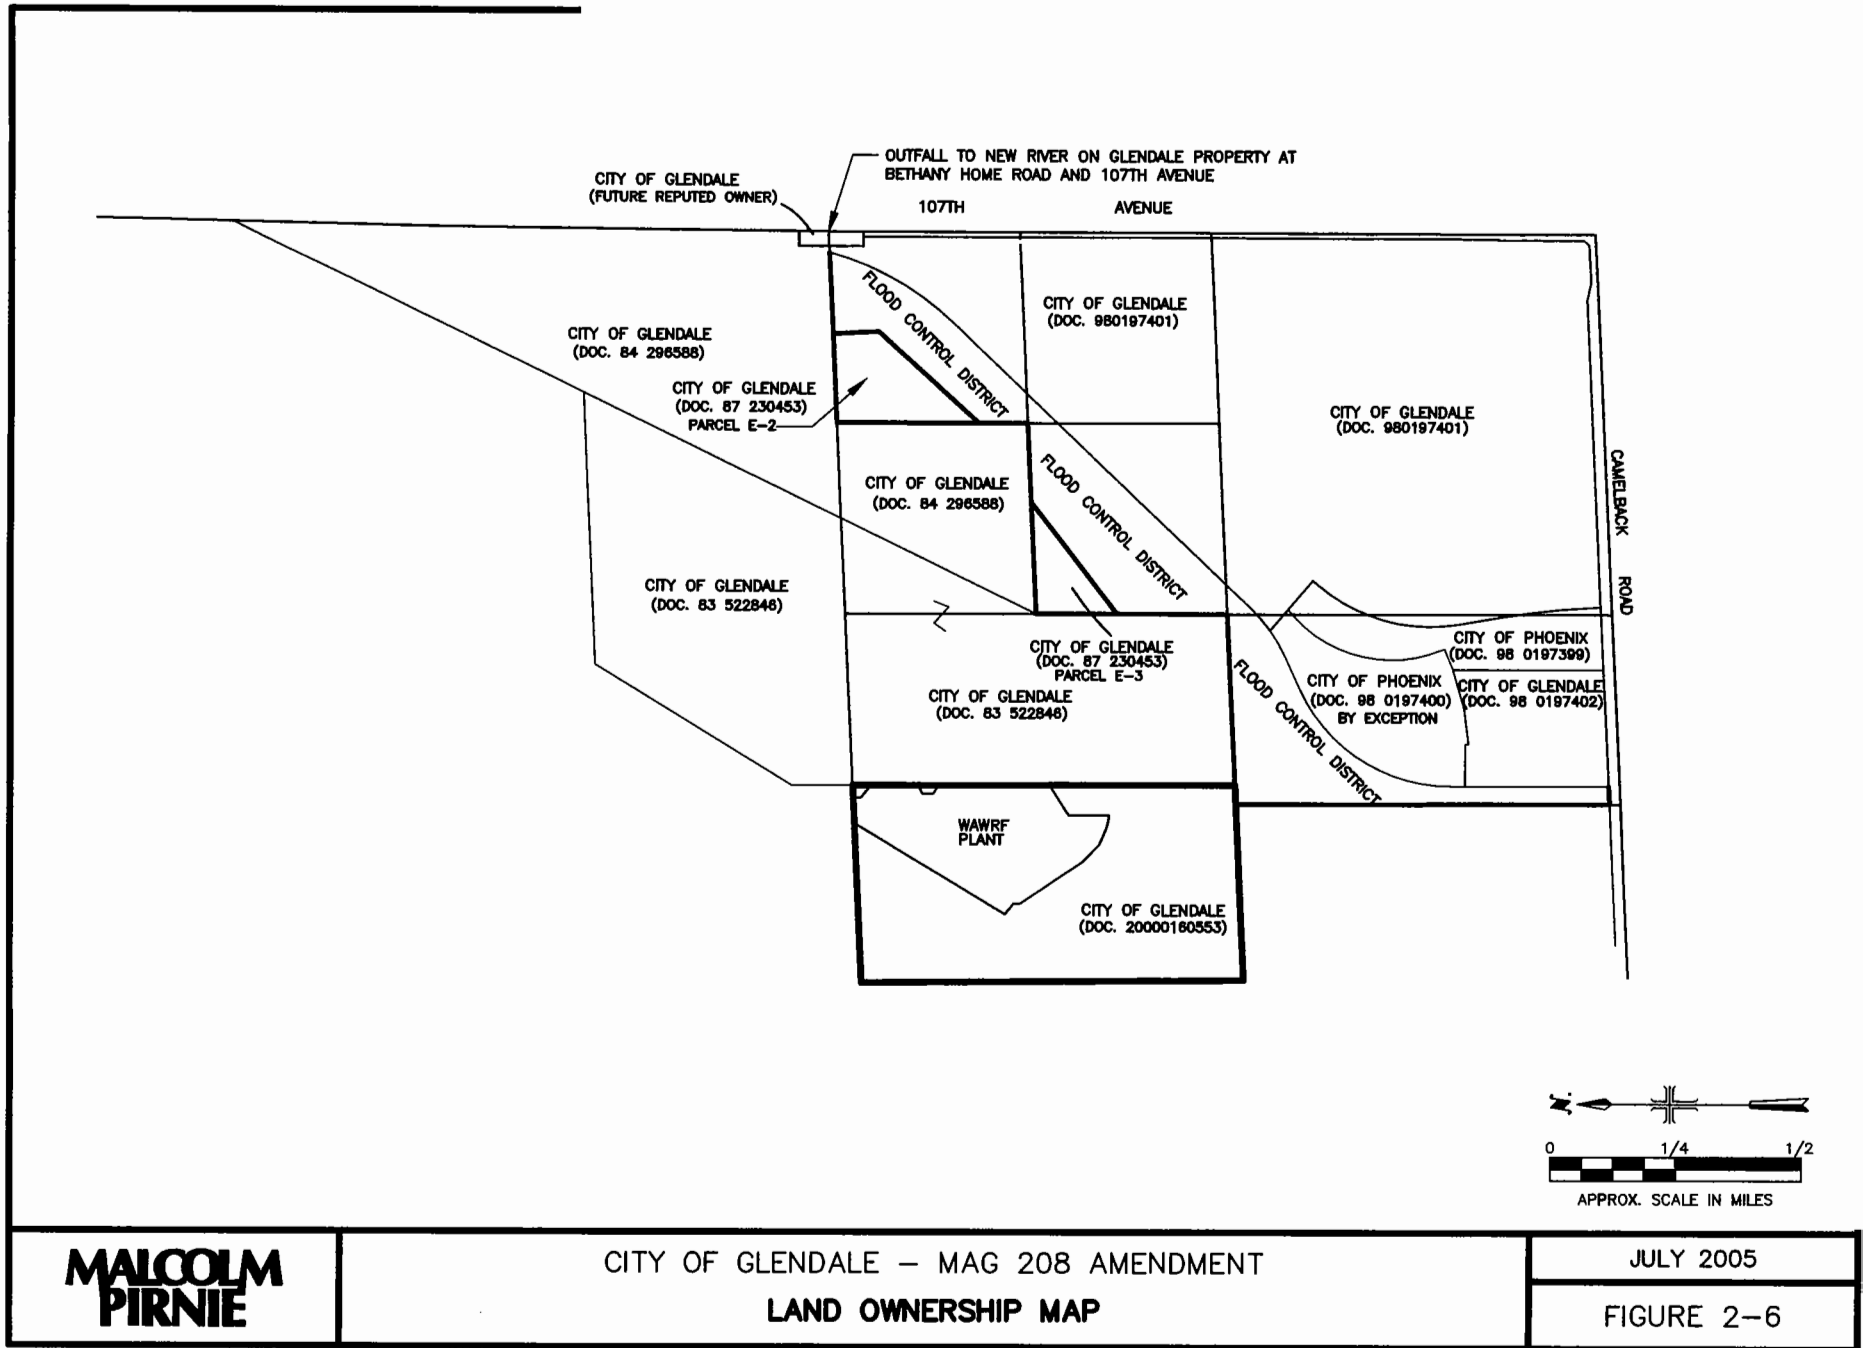 OUTFALL TO NEW RIVER ON GLENDALE PROPERTY AT
BETHANY HOME ROAD AND 107TH AVENUE
CITY OF GLENDALE
(FUTURE REPUTED OWNER)
107TH AVENUE
FLOOD CONTROL DISTRICT
CITY OF GLENDALE
(DOC. 980197401)
CITY OF GLENDALE
(DOC. 84 296588)
CITY OF GLENDALE
(DOC. 87 230453)
PARCEL E-2
CITY OF GLENDALE
(DOC. 980197401)
CAMELBACK ROAD
CITY OF GLENDALE
(DOC. 84 296588)
FLOOD CONTROL DISTRICT
CITY OF GLENDALE
(DOC. 83 522846)
CITY OF GLENDALE
(DOC. 87 230453)
PARCEL E-3
CITY OF GLENDALE
(DOC. 83 522846)
FLOOD CONTROL DISTRICT
CITY OF PHOENIX
(DOC. 98 0197399)
CITY OF PHOENIX
(DOC. 98 0197400)
BY EXCEPTION
CITY OF GLENDALE
(DOC. 98 0197402)
WAWRF
PLANT
CITY OF GLENDALE
(DOC. 20000160553)
N.
0 1/4 1/2
APPROX. SCALE IN MILES
MALCOLM
PIRNIE
CITY OF GLENDALE – MAG 208 AMENDMENT
LAND OWNERSHIP MAP
JULY 2005
FIGURE 2-6